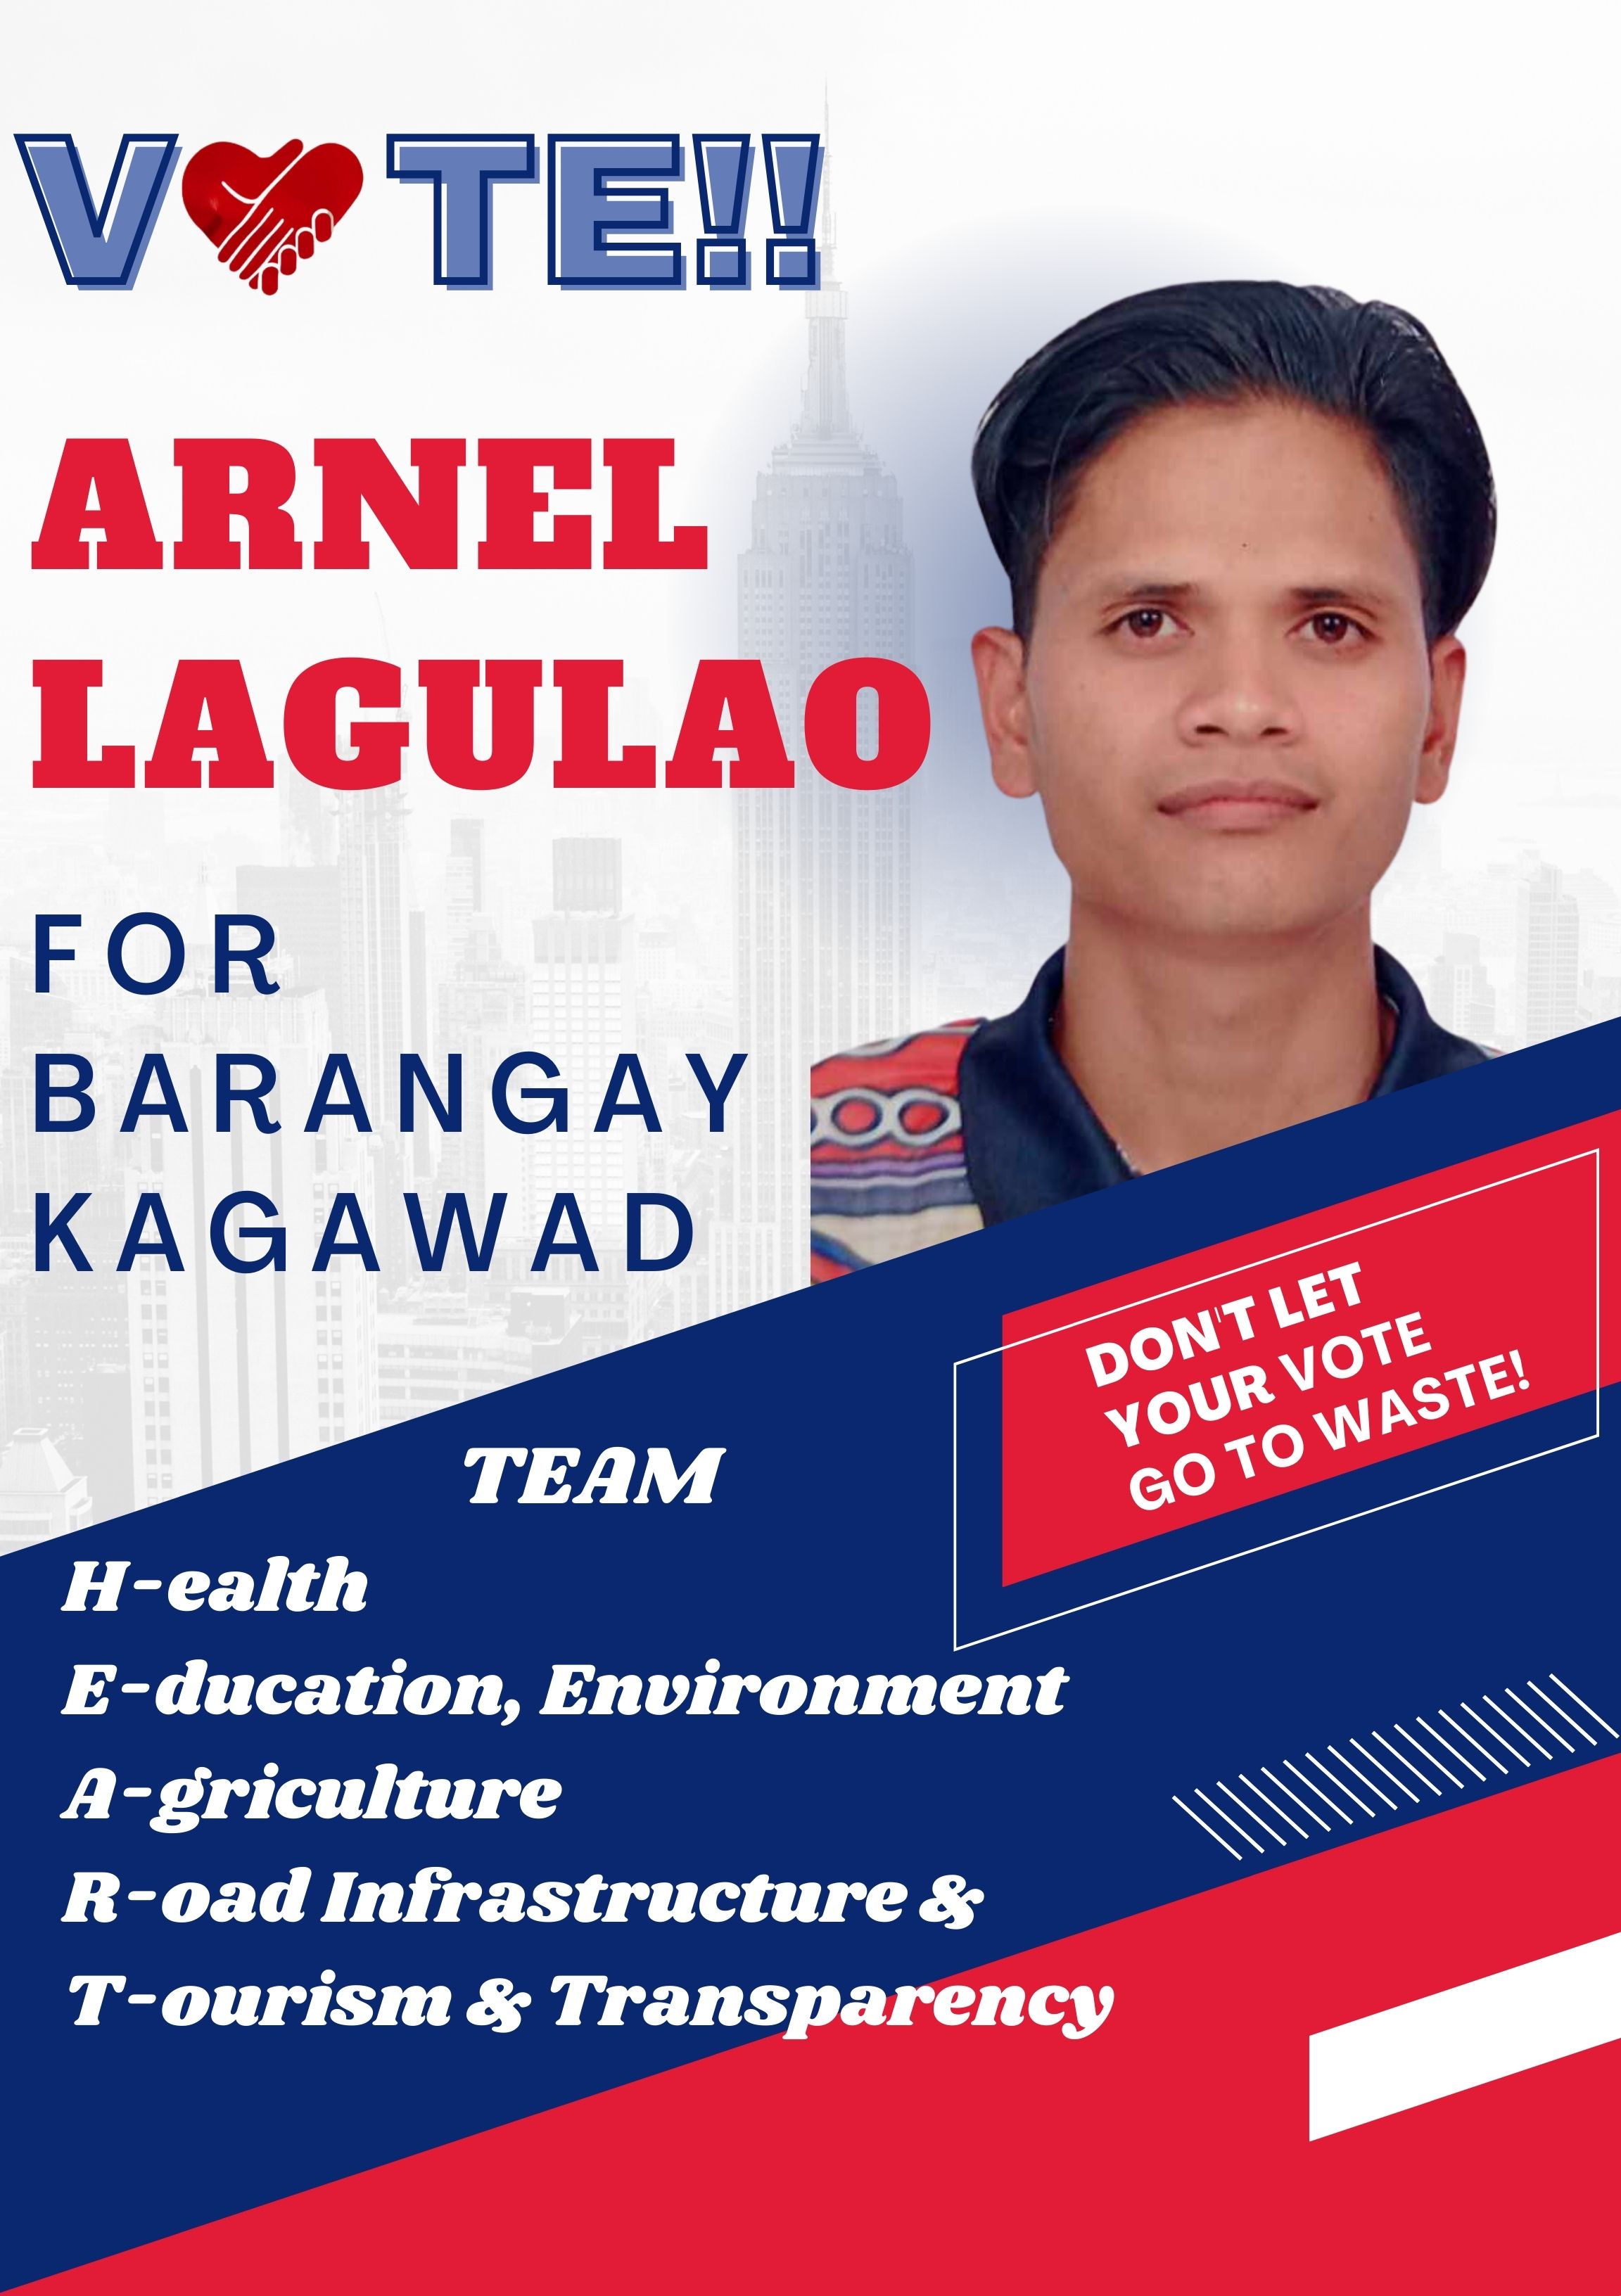 VOTE!!
ARNEL
LAGULAO
FOR
BARANGAY
KAGAWAD
DON'T LET
YOUR VOTE
GO TO WASTE!
TEAM
H-ealth
E-ducation, Environment
A-griculture
R-oad Infrastructure &
T-ourism & Transparency